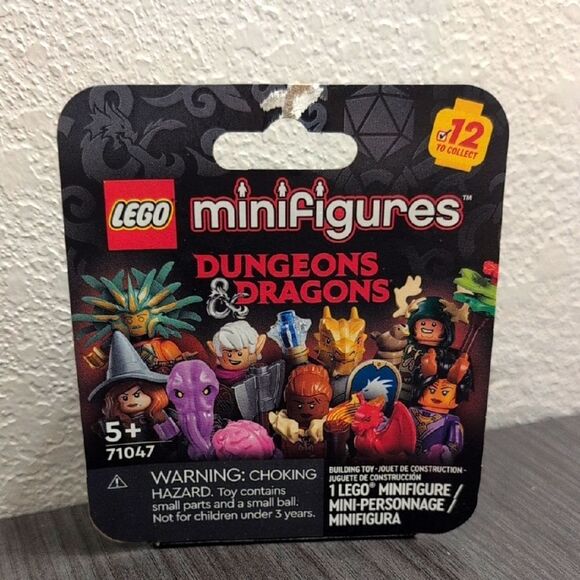 12
TO COLLECT
LEGO minifigures™
DUNGEONS
& DRAGONS
5+
71047
WARNING: CHOKING
HAZARD. Toy contains
small parts and a small ball.
Not for children under 3 years.
BUILDING TOY · JOUET DE CONSTRUCTION ·
JUGUETE DE CONSTRUCCIÓN
1 LEGO® MINIFIGURE /
MINI-PERSONNAGE /
MINIFIGURA